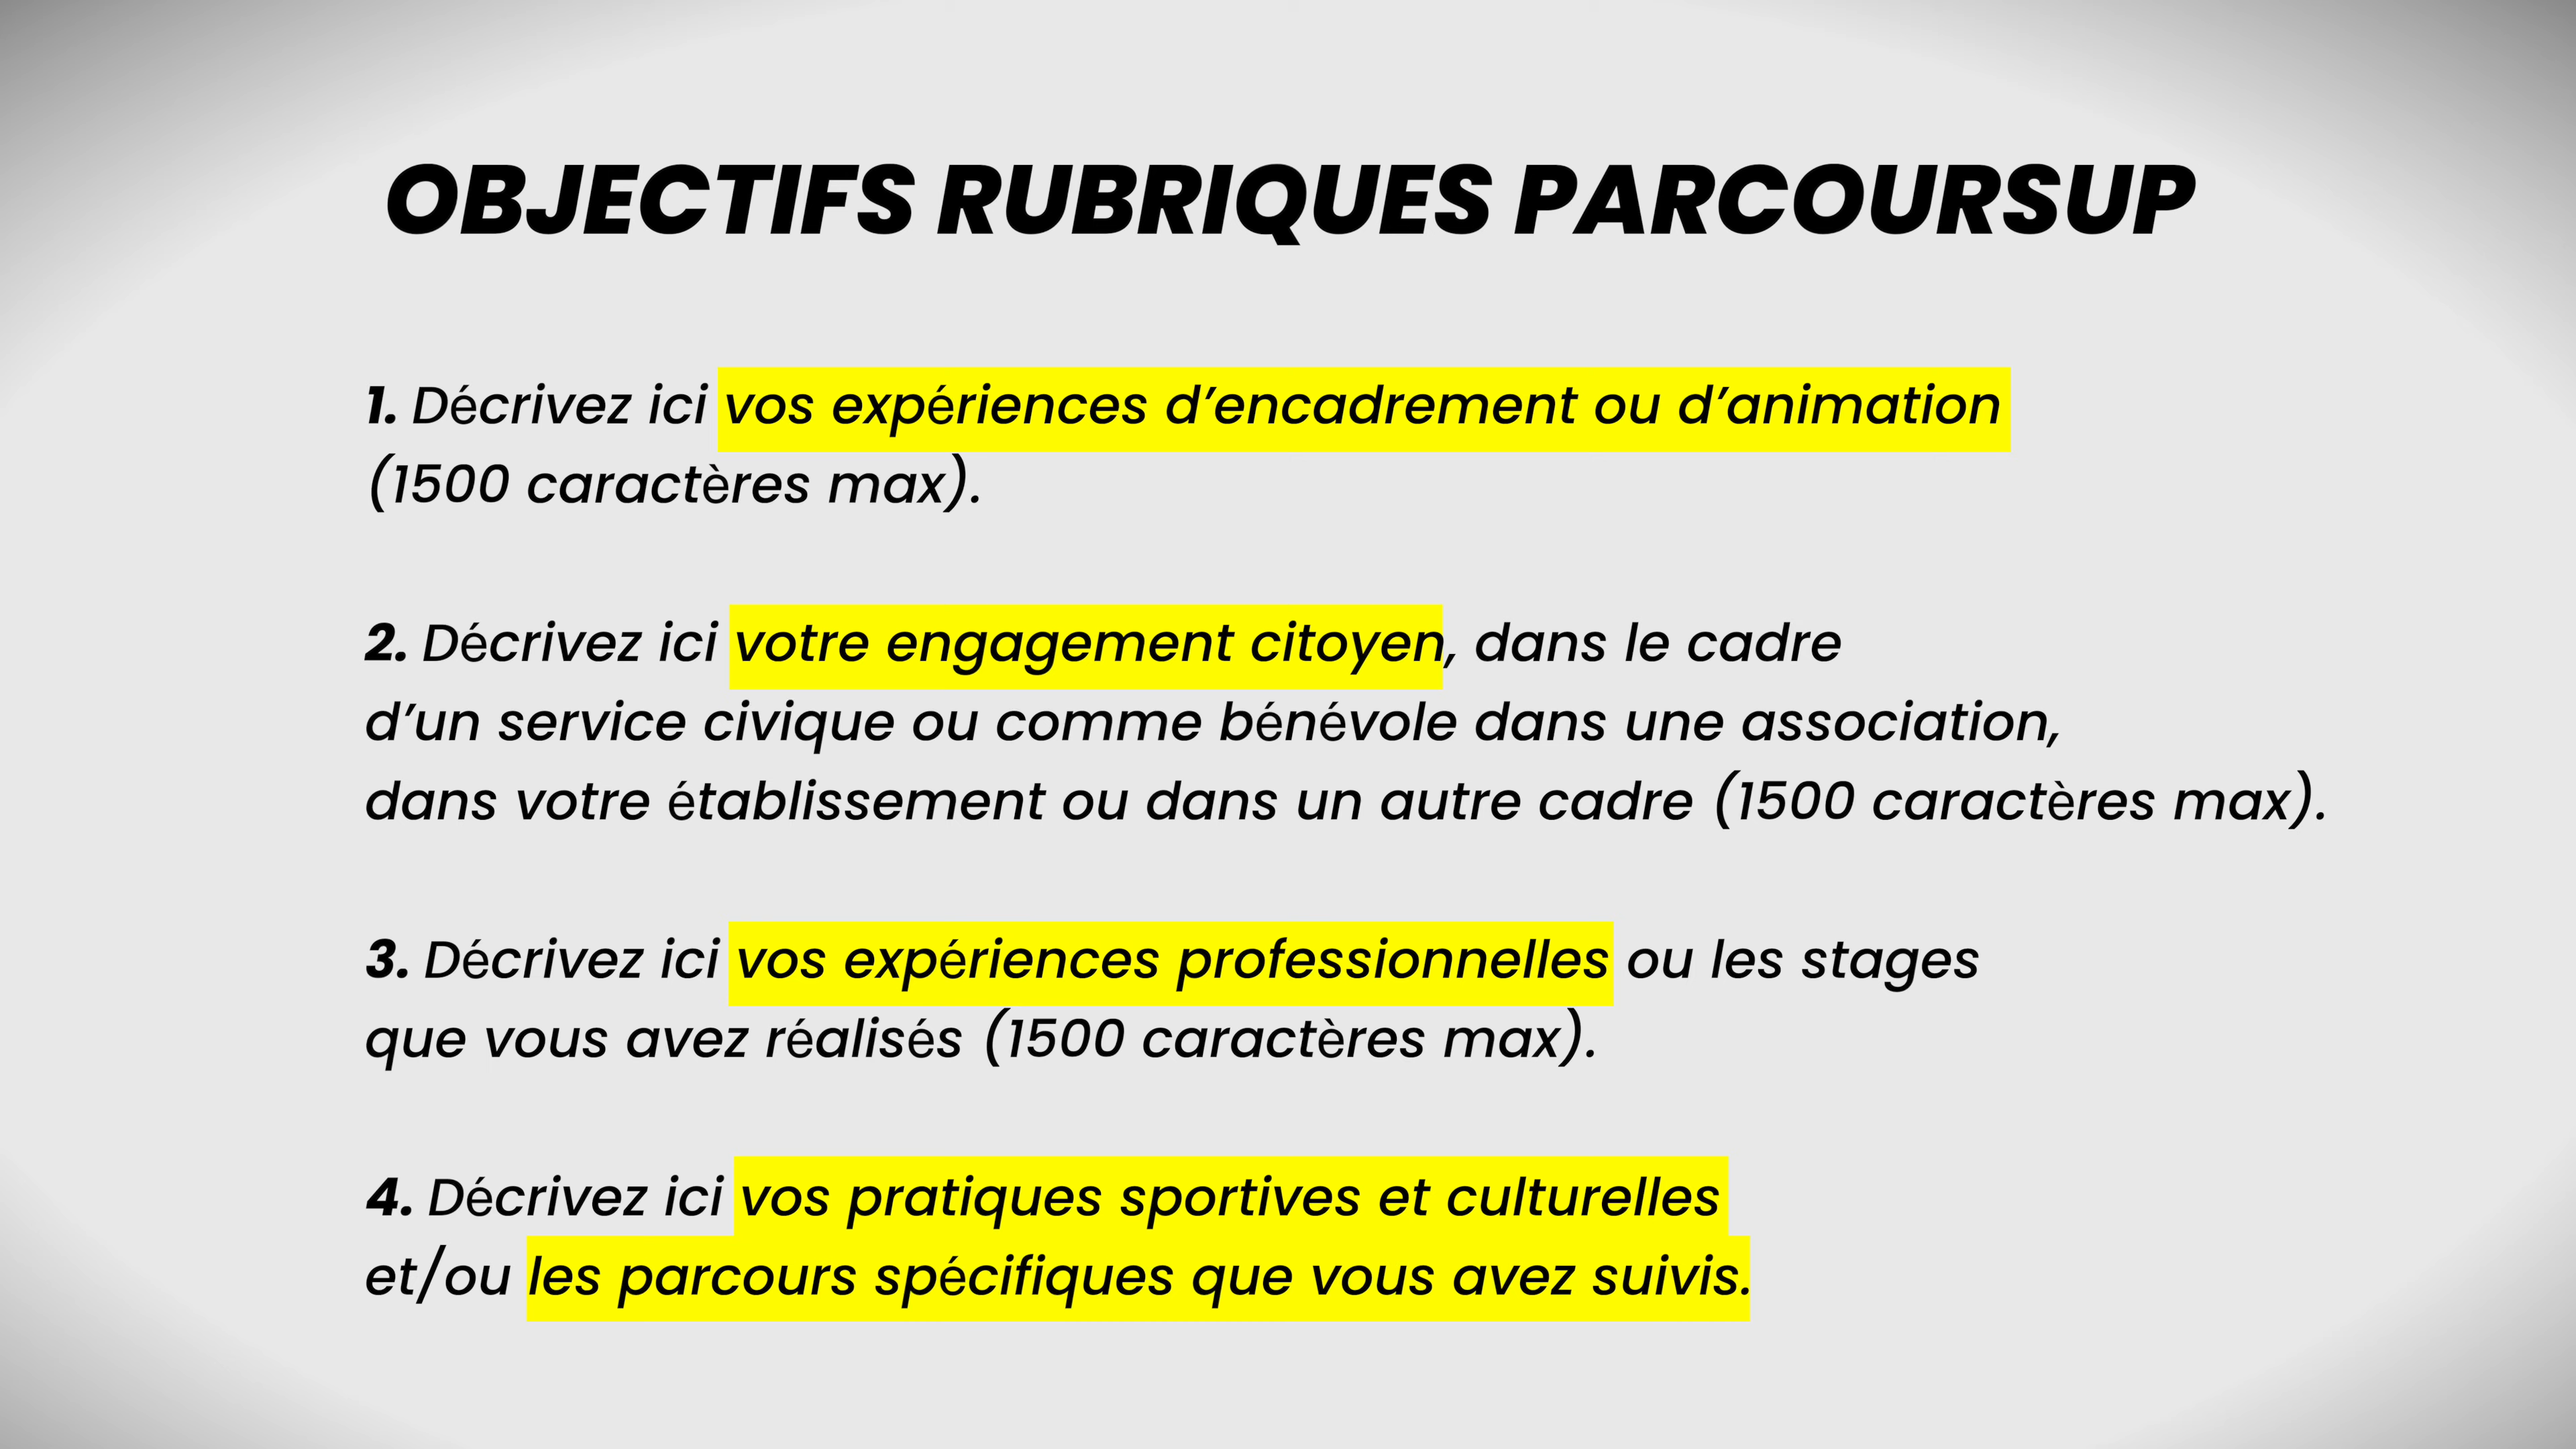 OBJECTIFS RUBRIQUES PARCOURSUP
1. Décrivez ici vos expériences d’encadrement ou d’animation
(1500 caractères max).
2. Décrivez ici votre engagement citoyen, dans le cadre
d’un service civique ou comme bénévole dans une association,
dans votre établissement ou dans un autre cadre (1500 caractères max).
3. Décrivez ici vos expériences professionnelles ou les stages
que vous avez réalisés (1500 caractères max).
4. Décrivez ici vos pratiques sportives et culturelles
et/ou les parcours spécifiques que vous avez suivis.